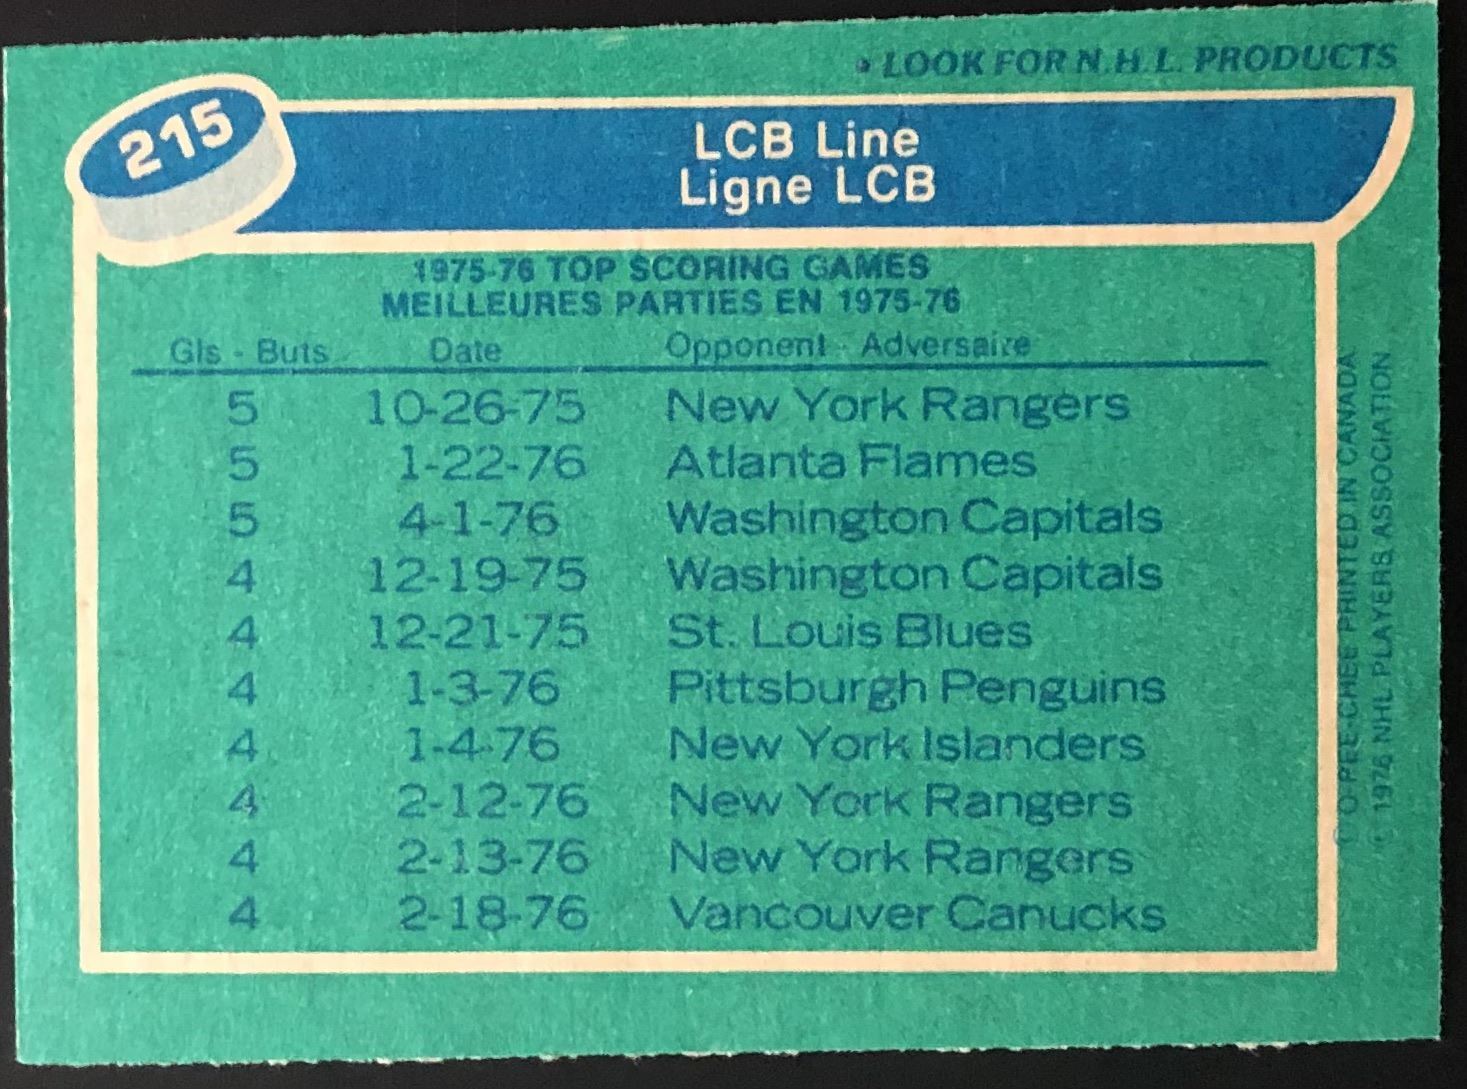 • LOOK FOR N.H.L. PRODUCTS
215
LCB Line
Ligne LCB
1975-76 TOP SCORING GAMES
MEILLEURES PARTIES EN 1975-76
Gls - Buts Date Opponent - Adversaire
5 10-26-75 New York Rangers
5 1-22-76 Atlanta Flames
5 4-1-76 Washington Capitals
4 12-19-75 Washington Capitals
4 12-21-75 St. Louis Blues
4 1-3-76 Pittsburgh Penguins
4 1-4-76 New York Islanders
4 2-12-76 New York Rangers
4 2-13-76 New York Rangers
4 2-18-76 Vancouver Canucks
© O-PEE-CHEE PRINTED IN CANADA
© 1976 NHL PLAYERS ASSOCIATION